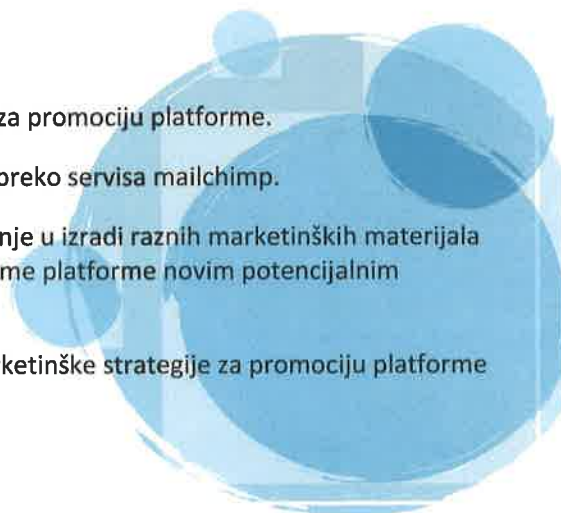 za promociju platforme.
preko servisa mailchimp.
nje u izradi raznih marketinških materijala
me platforme novim potencijalnim
rketinške strategije za promociju platforme